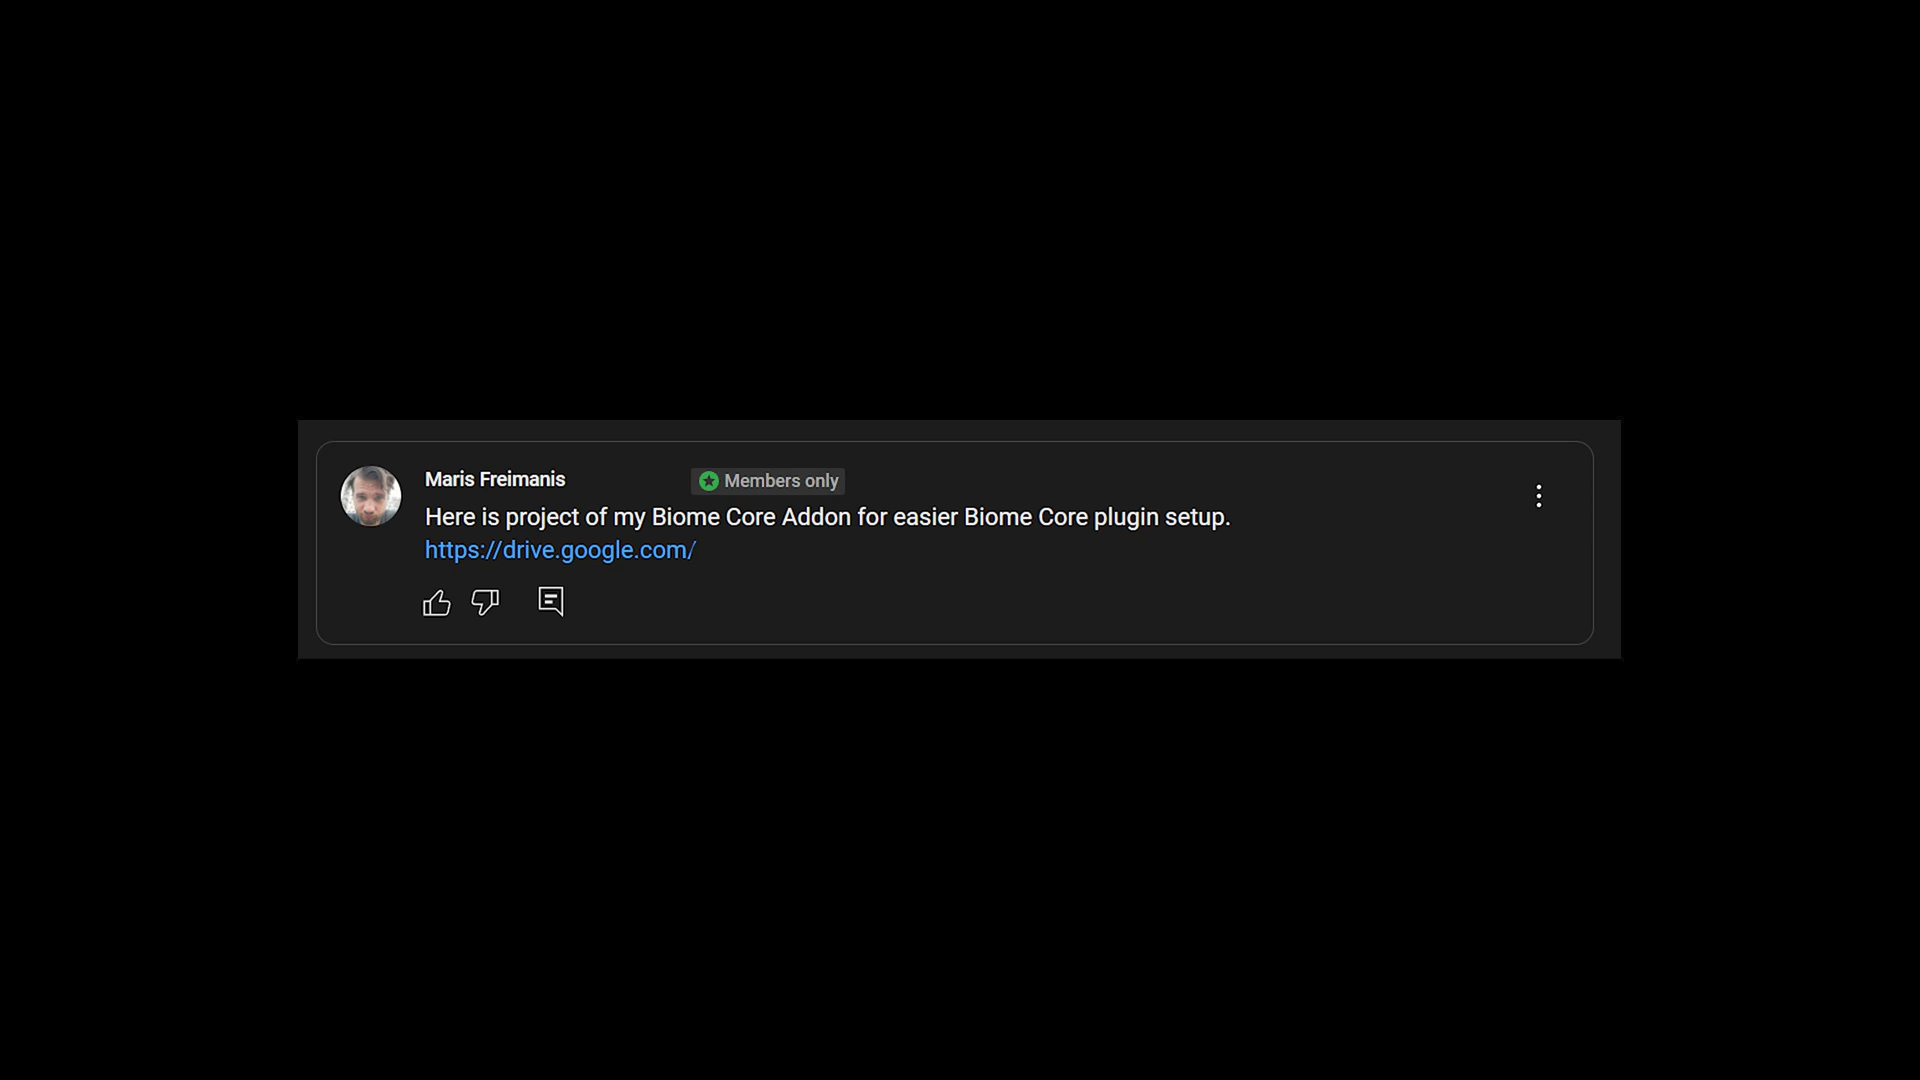 Maris Freimanis
Members only
Here is project of my Biome Core Addon for easier Biome Core plugin setup.
https://drive.google.com/